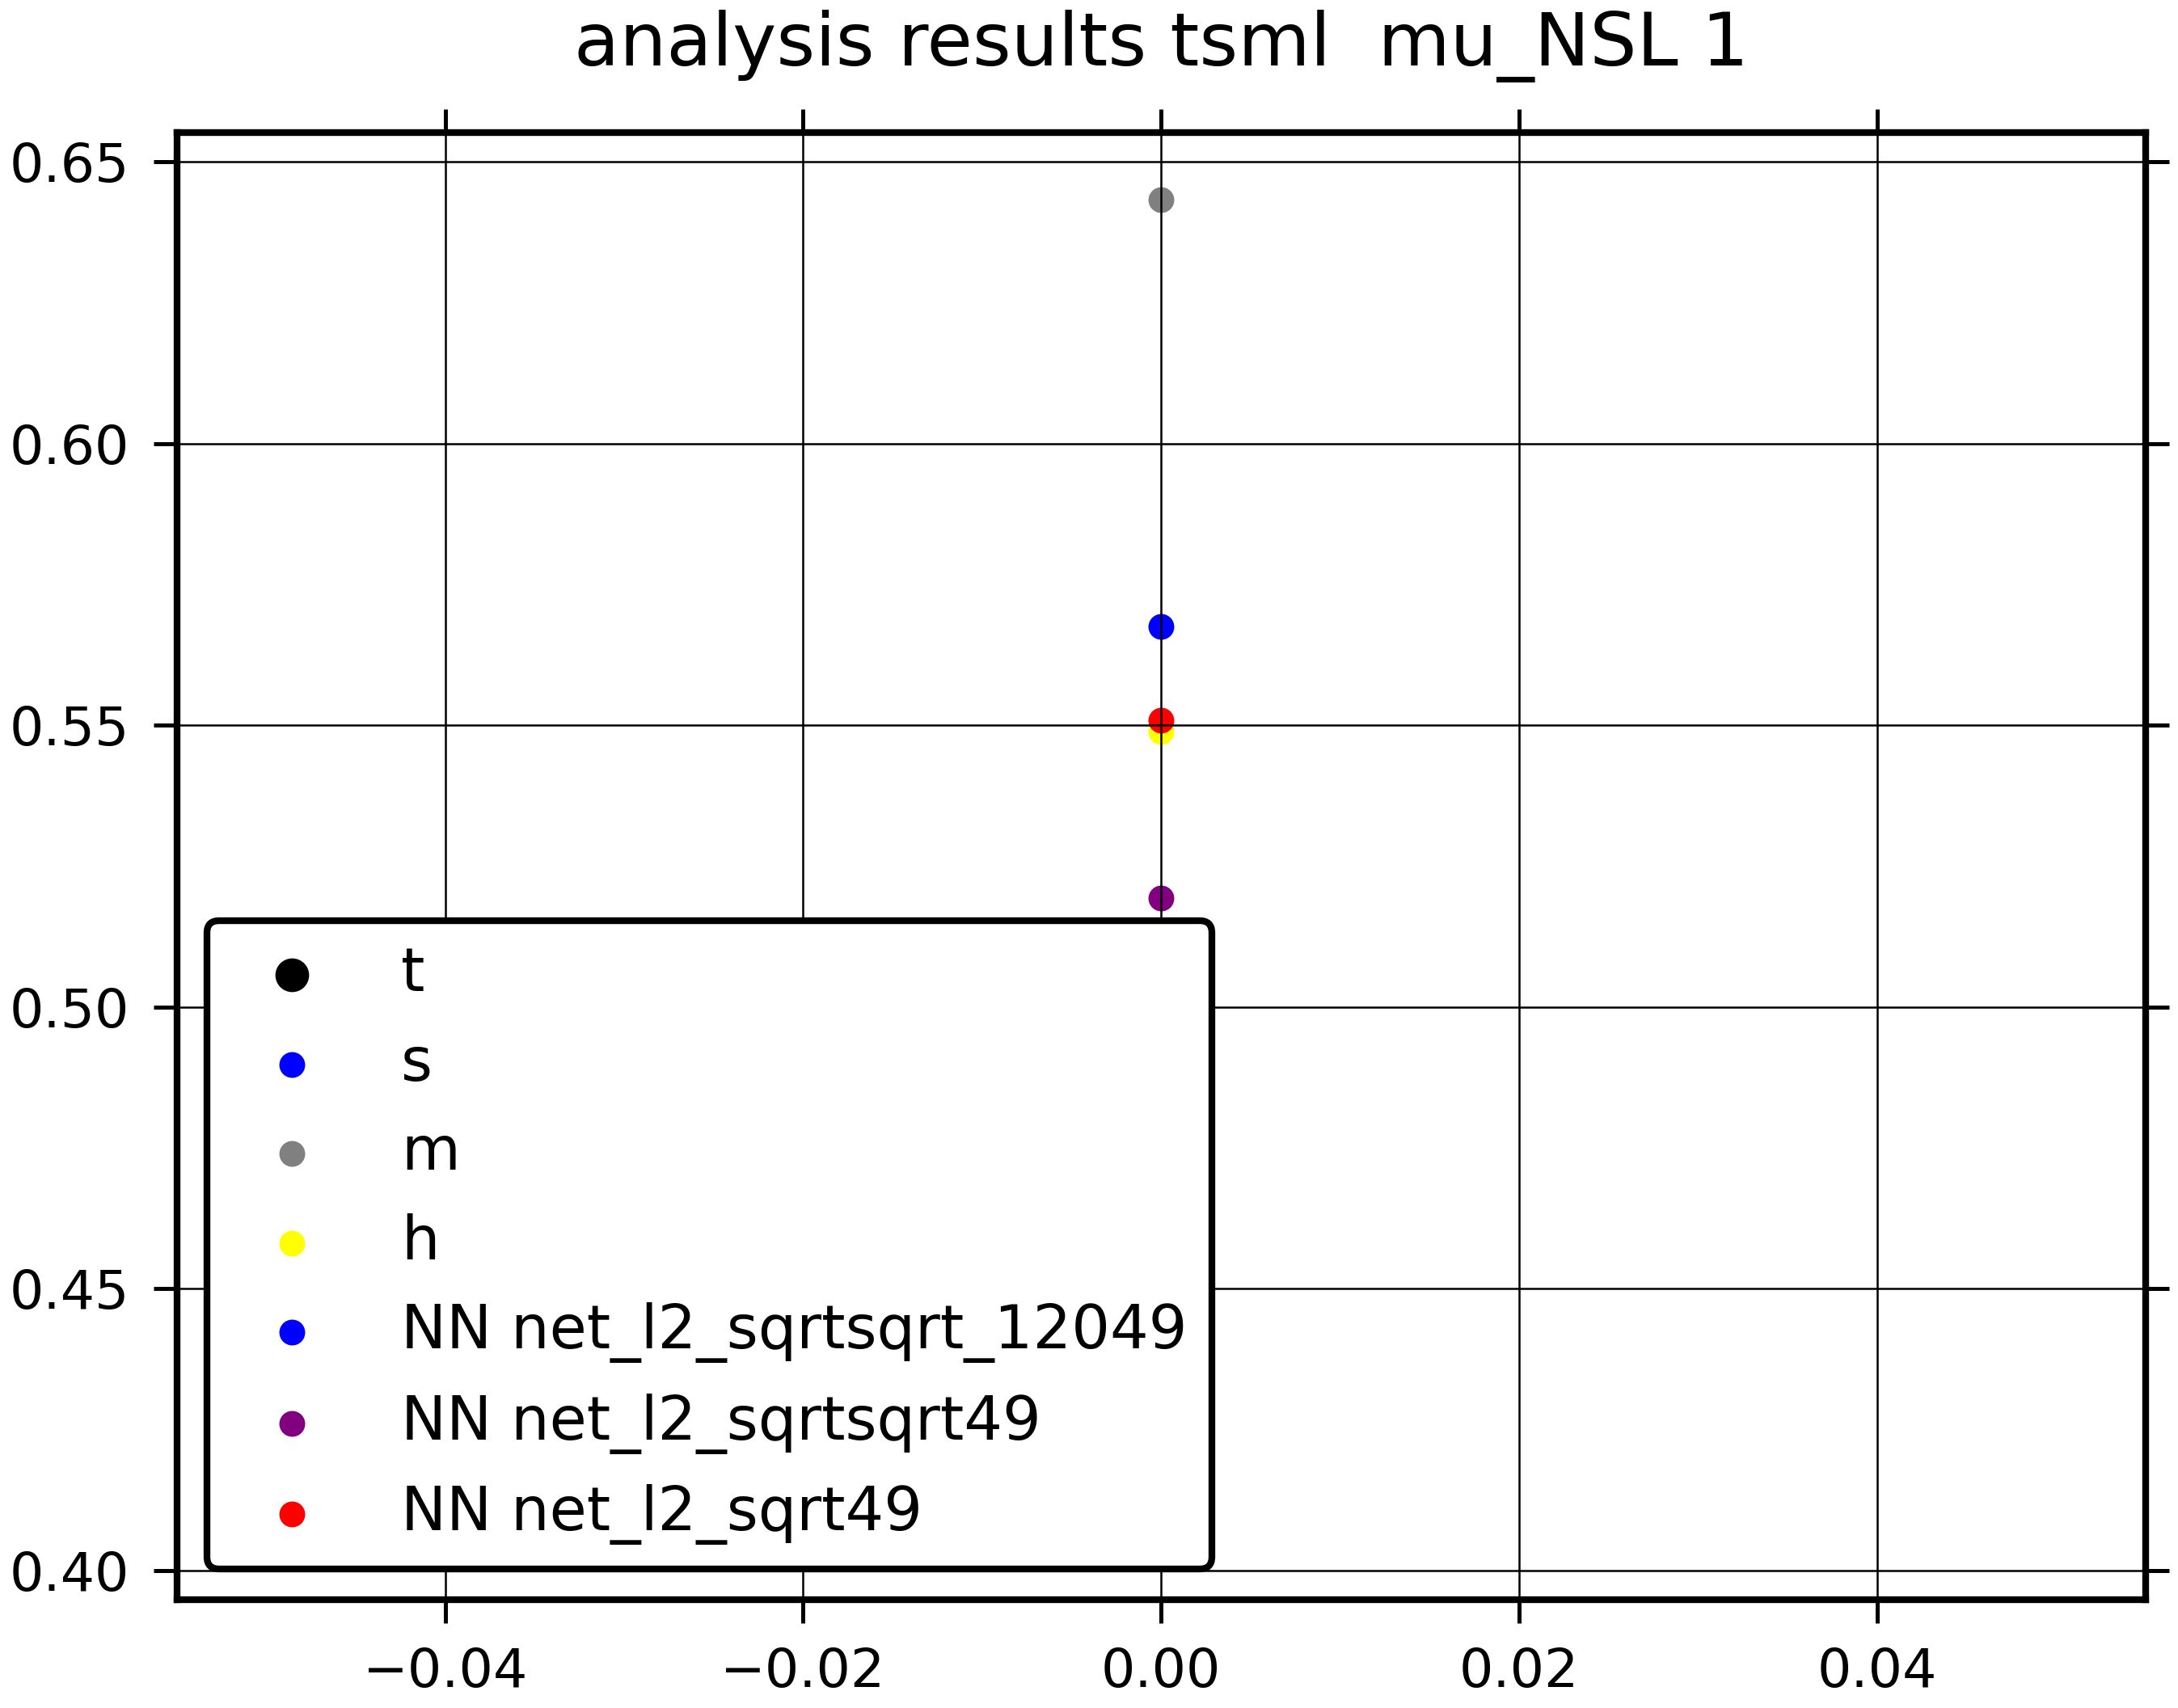 analysis results tsml  mu_NSL 1
0.65
0.60
0.55
0.50
0.45
0.40
t
s
m
h
NN net_l2_sqrtsqrt_12049
NN net_l2_sqrtsqrt49
NN net_l2_sqrt49
−0.04 −0.02 0.00 0.02 0.04